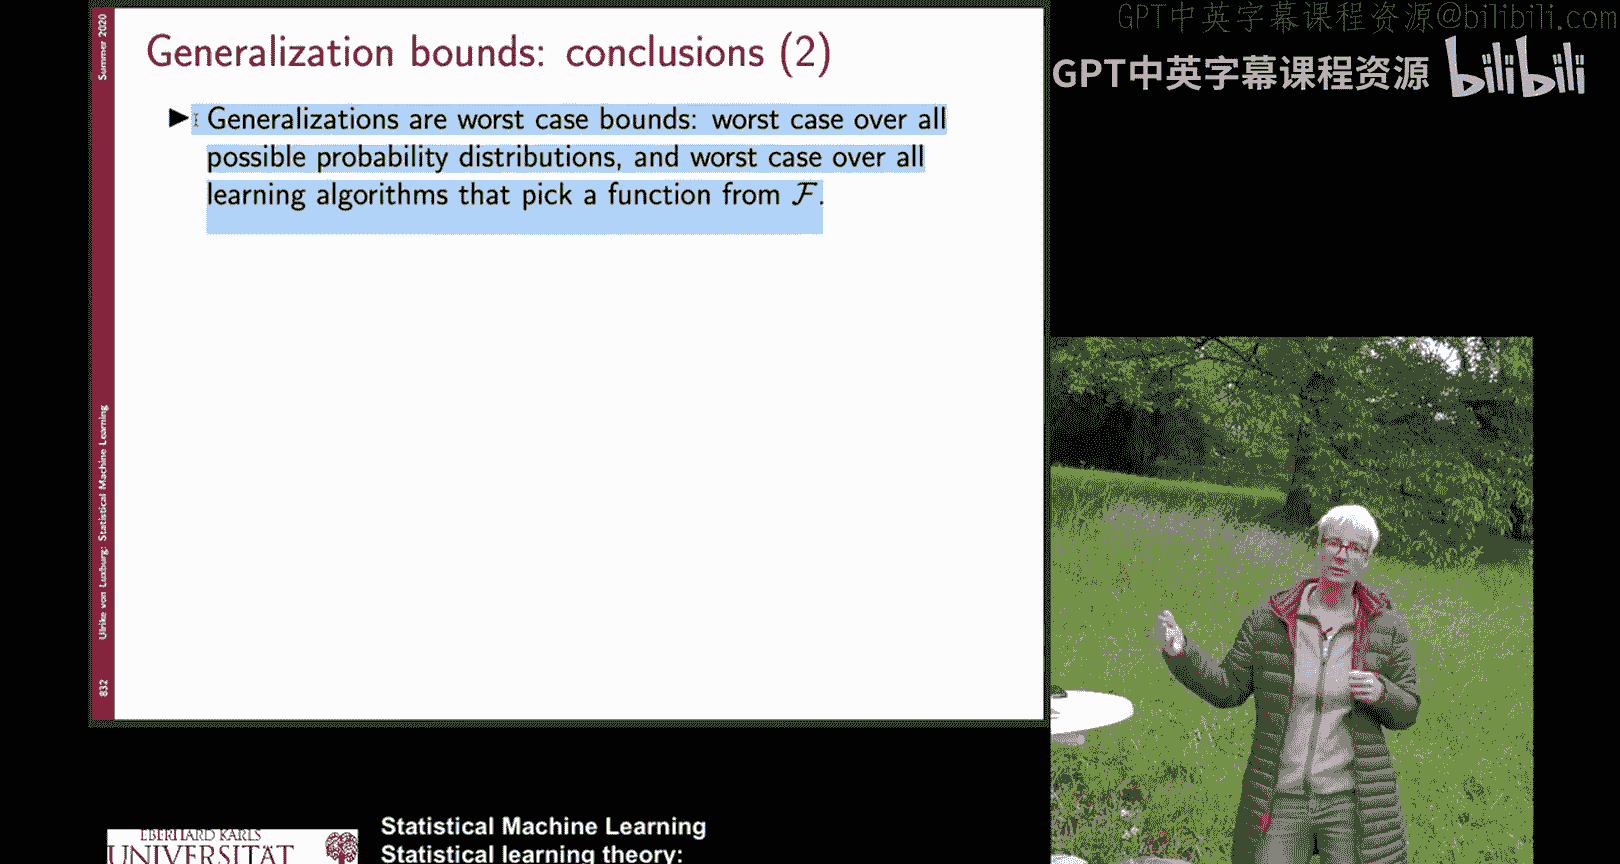 GPT中英字幕课程资源@bilibili.com
GPT中英字幕课程资源 bilibili
Summer 2020
Generalization bounds: conclusions (2)
▶ Generalizations are worst case bounds: worst case over all
possible probability distributions, and worst case over all
learning algorithms that pick a function from ℱ.
Ulrike von Luxburg: Statistical Machine Learning
832
EBERHARD KARLS
UNIVERSITÄT
Statistical Machine Learning
Statistical learning theory: